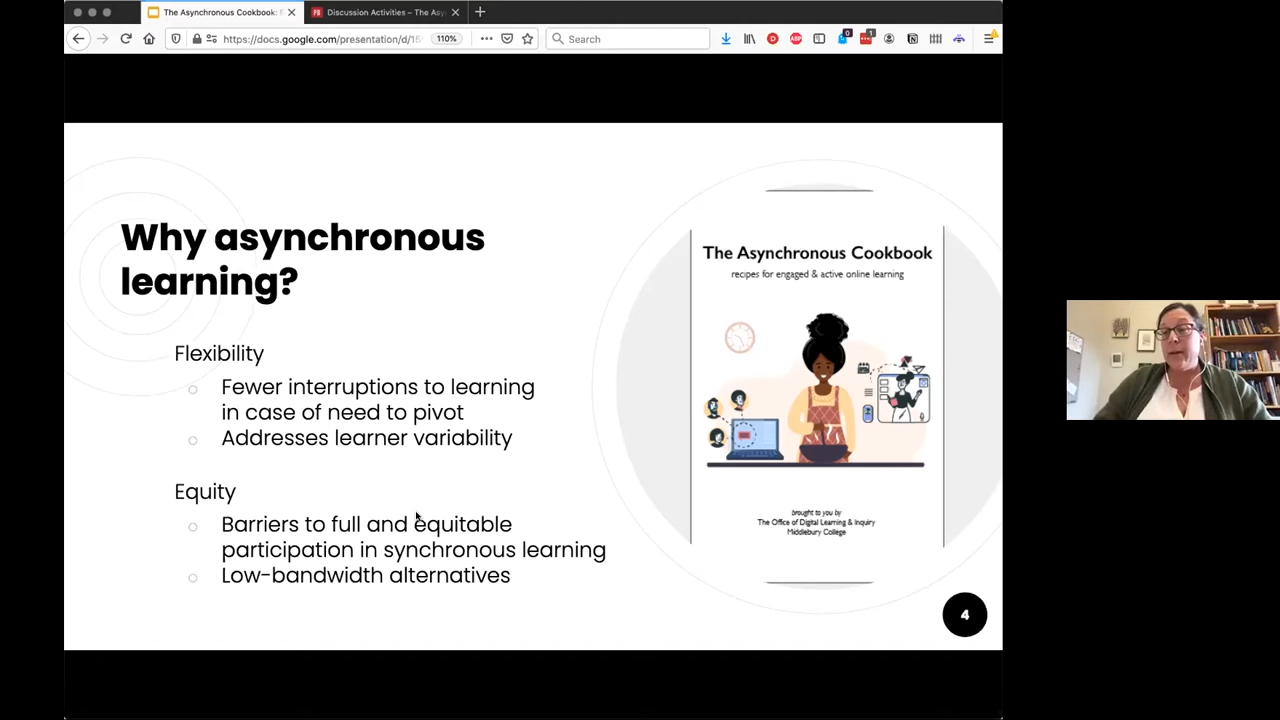 The Asynchronous Cookbook:
Discussion Activities – The Asy
https://docs.google.com/presentation/d/15
110%
Search
Why asynchronous
learning?
Flexibility
Fewer interruptions to learning
in case of need to pivot
Addresses learner variability
Equity
Barriers to full and equitable
participation in synchronous learning
Low-bandwidth alternatives
The Asynchronous Cookbook
recipes for engaged & active online learning
brought to you by
The Office of Digital Learning & Inquiry
Middlebury College
4